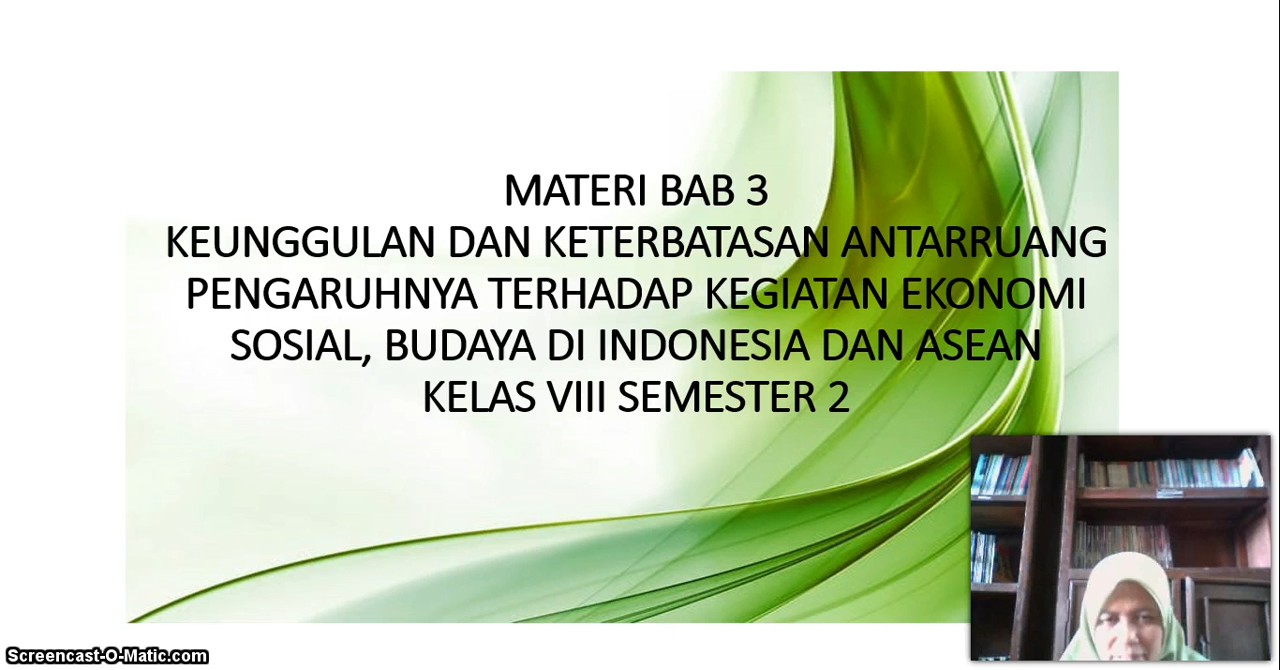 MATERI BAB 3
KEUNGGULAN DAN KETERBATASAN ANTARRUANG
PENGARUHNYA TERHADAP KEGIATAN EKONOMI
SOSIAL, BUDAYA DI INDONESIA DAN ASEAN
KELAS VIII SEMESTER 2
Screencast-O-Matic.com